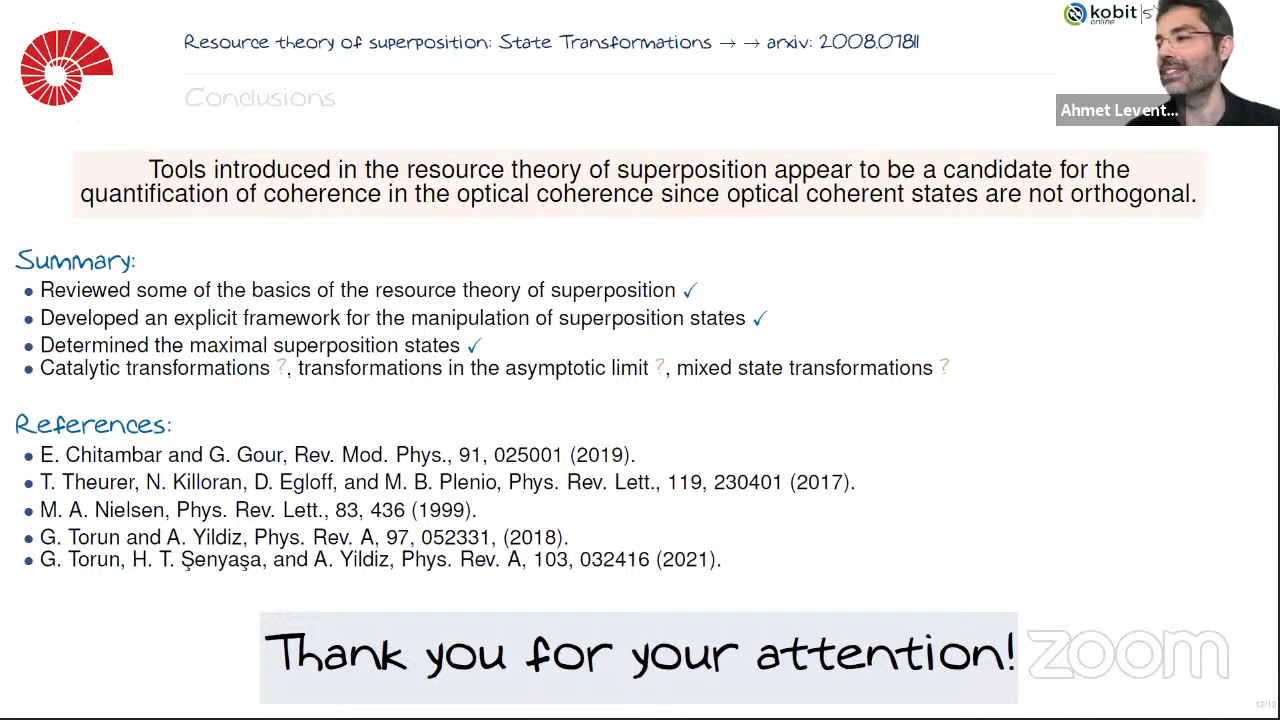 kobit|5
online
Resource theory of superposition: State Transformations → → arxiv: 2008.01811
Conclusions
Ahmet Levent...
Tools introduced in the resource theory of superposition appear to be a candidate for the
quantification of coherence in the optical coherence since optical coherent states are not orthogonal.
Summary:
• Reviewed some of the basics of the resource theory of superposition ✓
• Developed an explicit framework for the manipulation of superposition states ✓
• Determined the maximal superposition states ✓
• Catalytic transformations ?, transformations in the asymptotic limit ?, mixed state transformations ?
References:
• E. Chitambar and G. Gour, Rev. Mod. Phys., 91, 025001 (2019).
• T. Theurer, N. Killoran, D. Egloff, and M. B. Plenio, Phys. Rev. Lett., 119, 230401 (2017).
• M. A. Nielsen, Phys. Rev. Lett., 83, 436 (1999).
• G. Torun and A. Yildiz, Phys. Rev. A, 97, 052331, (2018).
• G. Torun, H. T. Şenyaşa, and A. Yildiz, Phys. Rev. A, 103, 032416 (2021).
Thank you for your attention!
zoom
12/12